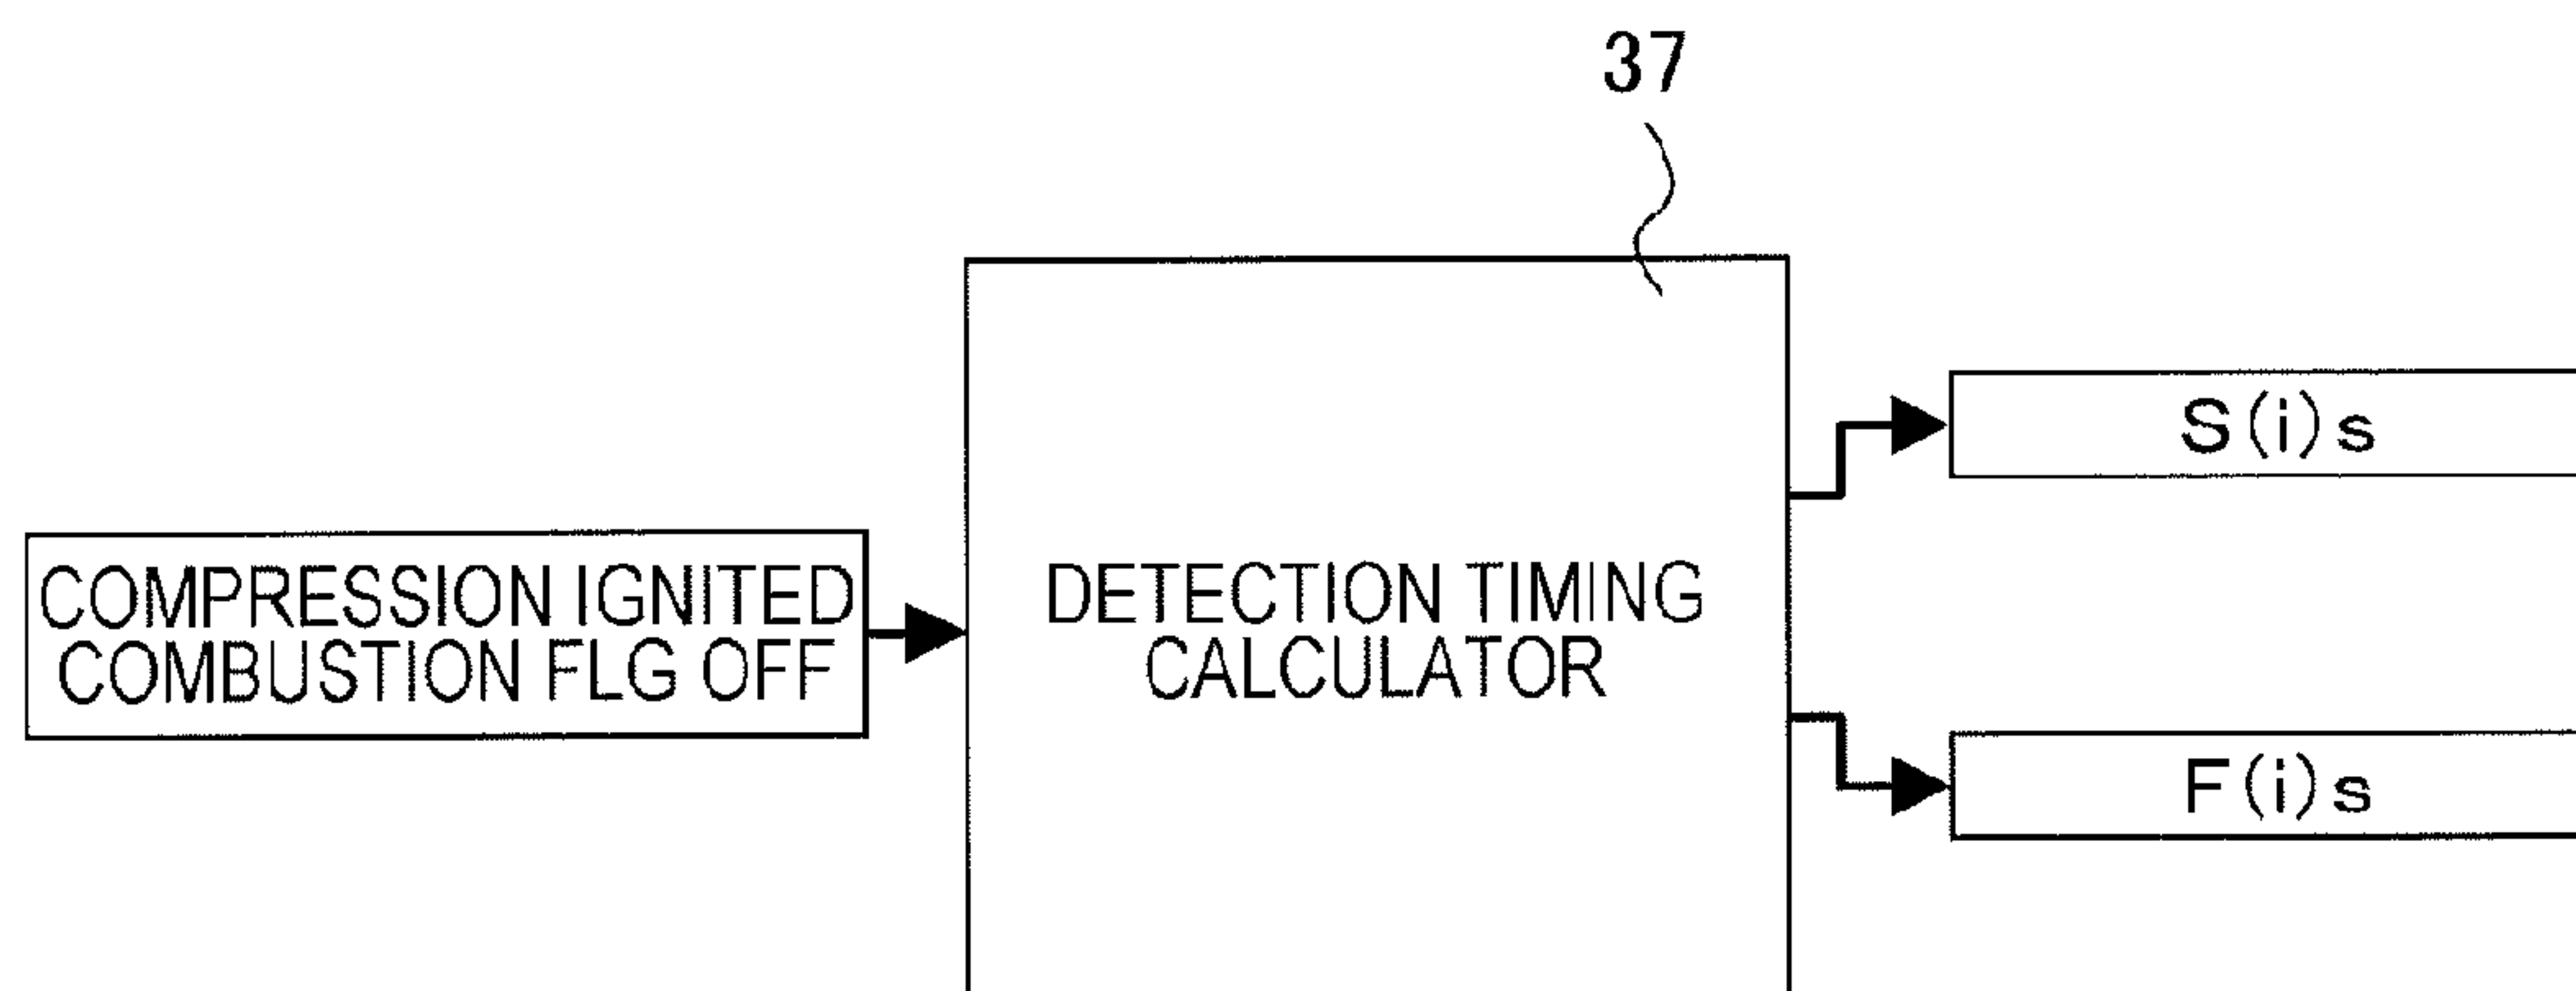 37
COMPRESSION IGNITED
COMBUSTION FLG OFF
DETECTION TIMING
CALCULATOR
S(i)s
F(i)s